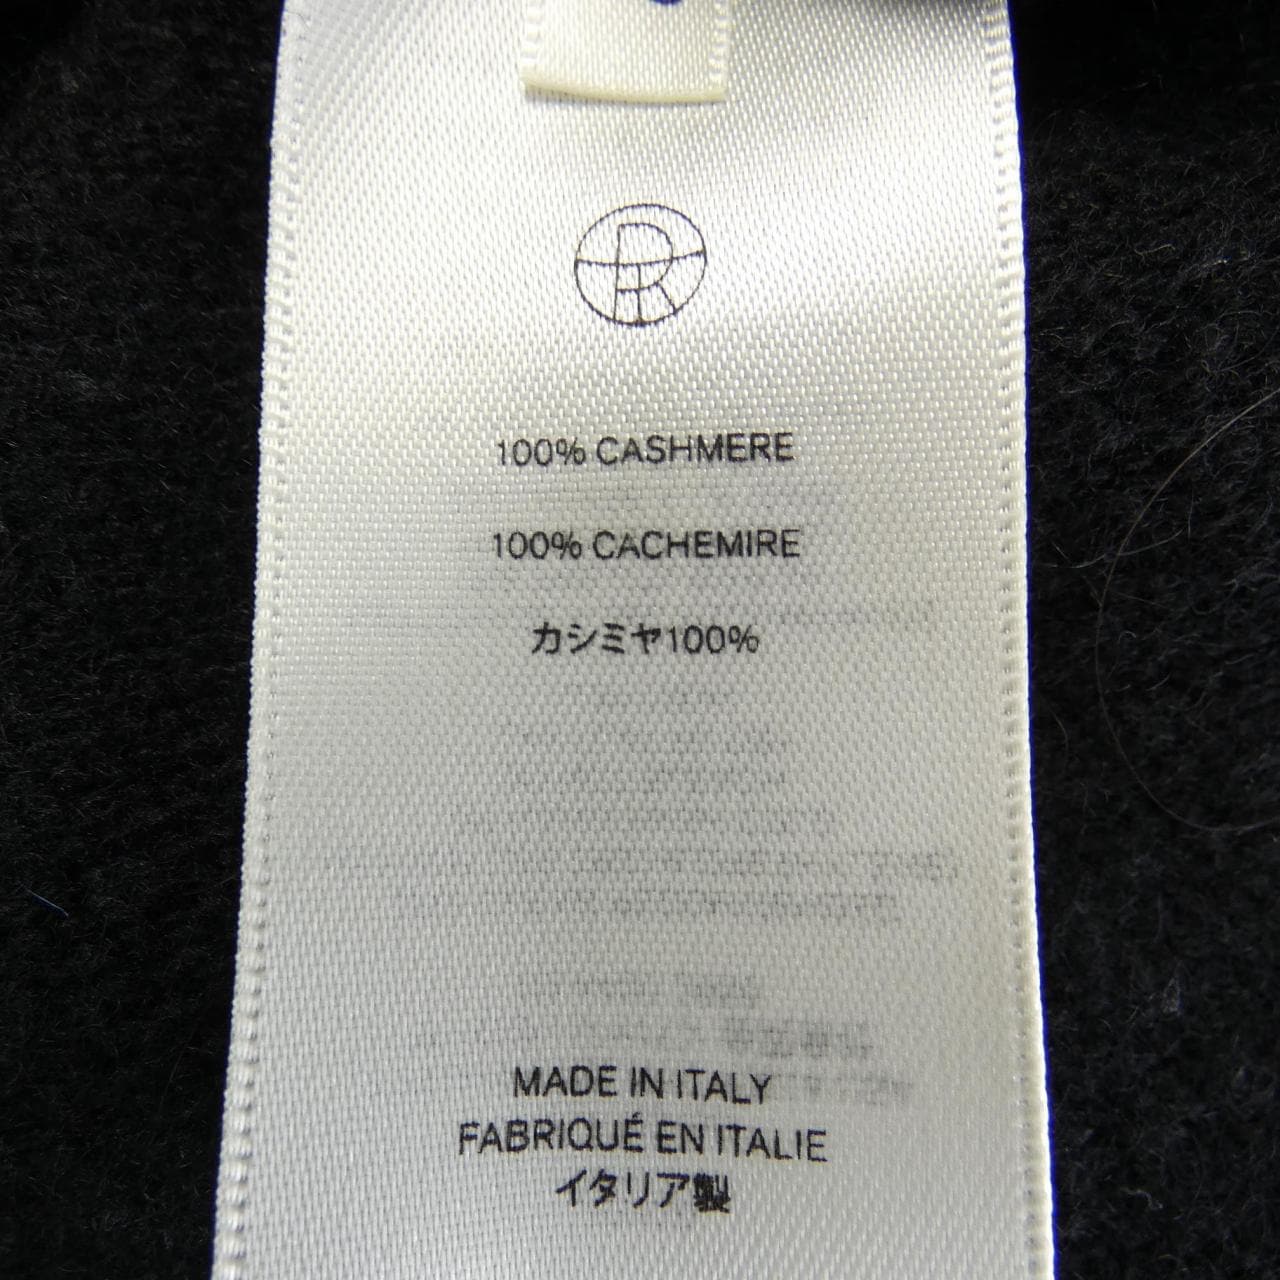 R
100% CASHMERE
100% CACHEMIRE
カシミヤ100%
MADE IN ITALY
FABRIQUÉ EN ITALIE
イタリア製